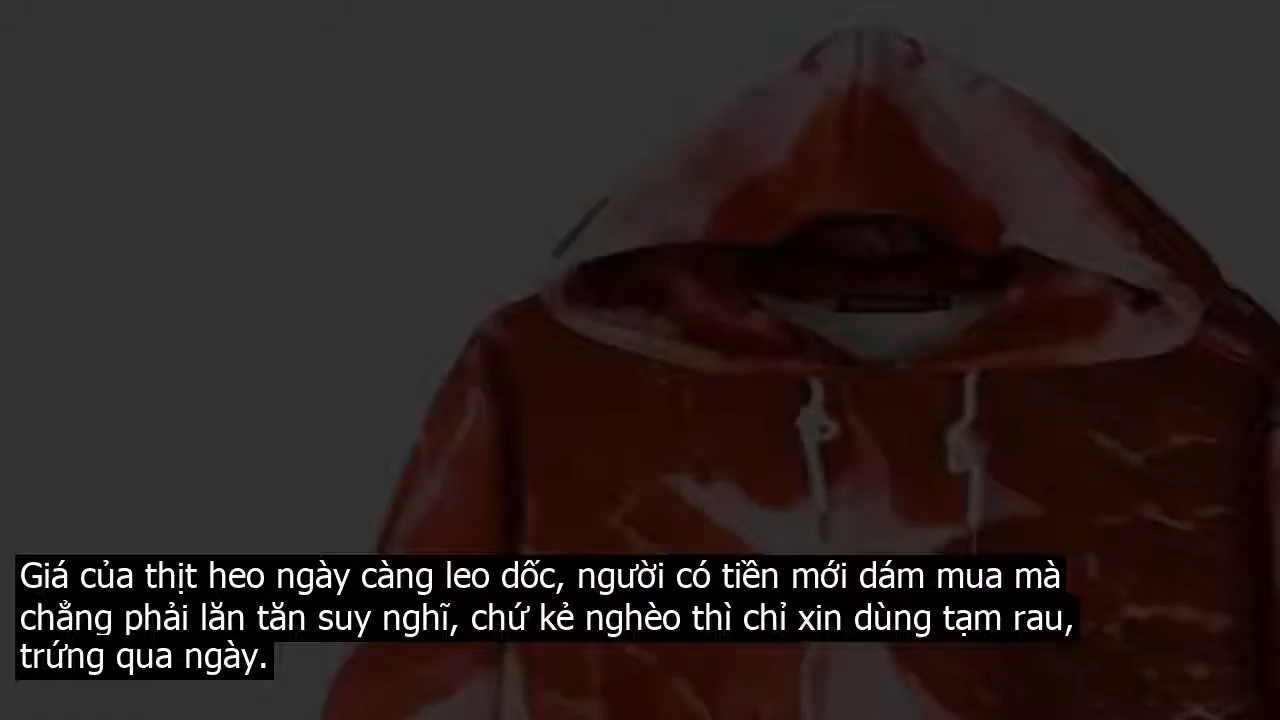 Giá của thịt heo ngày càng leo dốc, người có tiền mới dám mua mà
chẳng phải lăn tăn suy nghĩ, chứ kẻ nghèo thì chỉ xin dùng tạm rau,
trứng qua ngày.